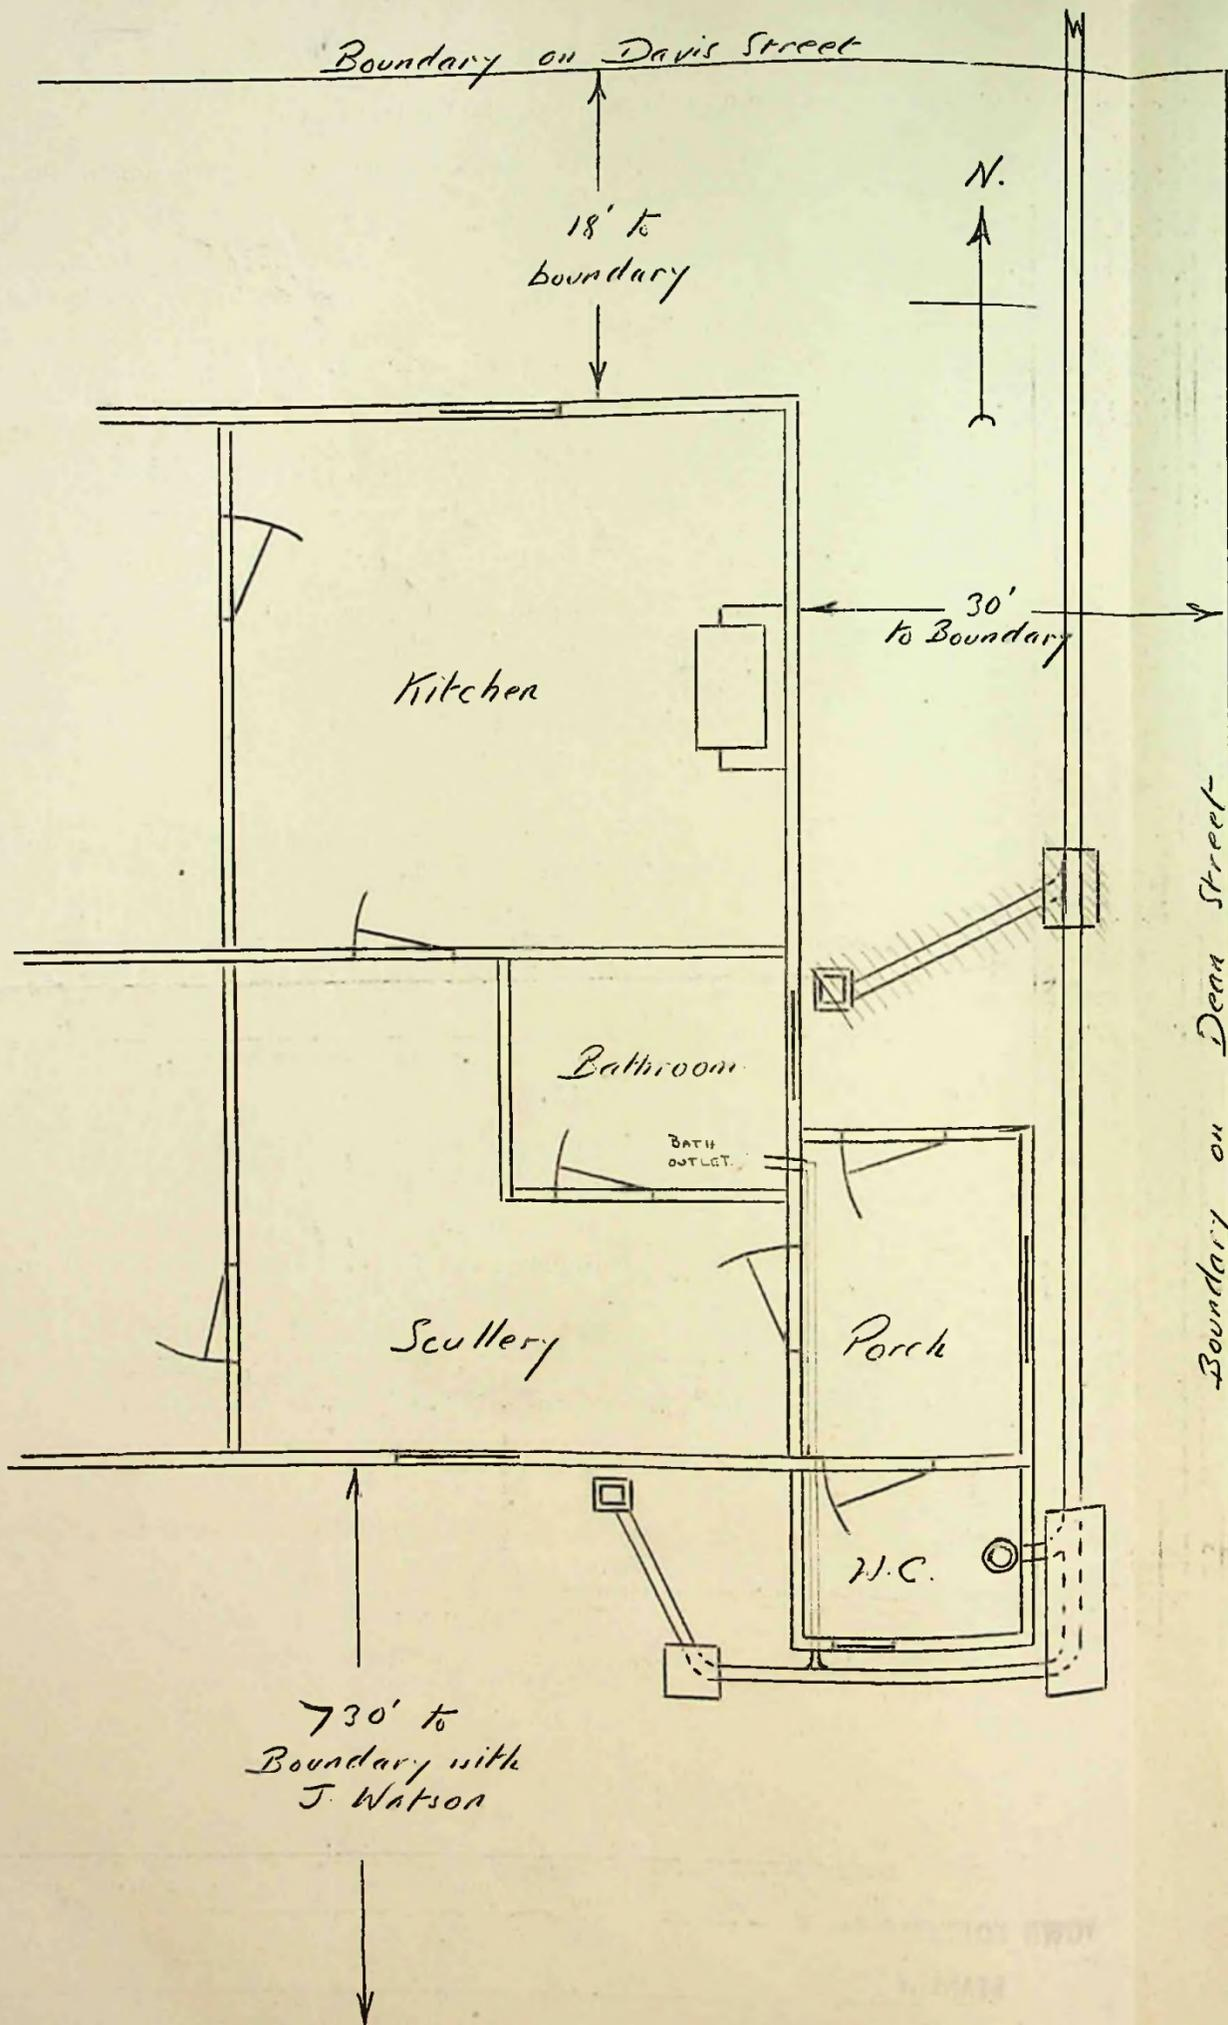 Boundary on Davis Street
N.
18' to
boundary
30'
to Boundary
Kitchen
Boundary on Dean Street
Bathroom
BATH
OUTLET.
Scullery
Porch
W.C.
>30' to
Boundary with
J. Watson